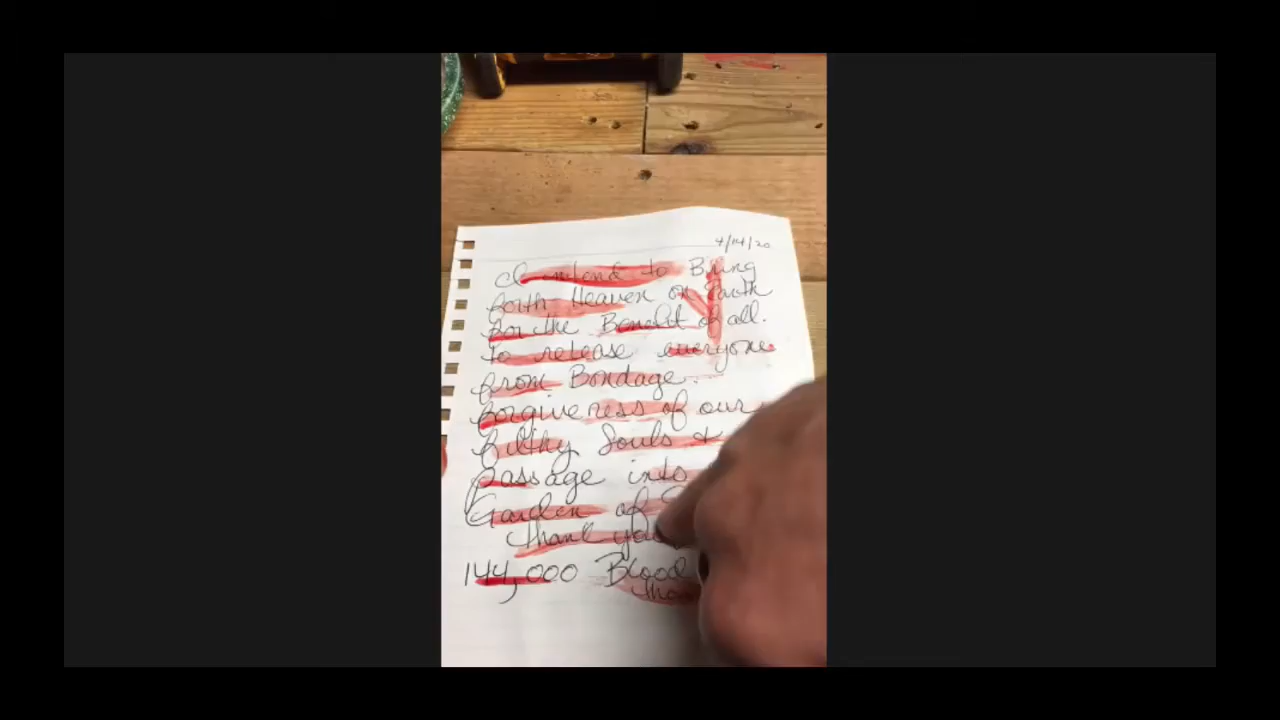 4/14/20
I intend to Bring
forth Heaven on Earth
for the Benefit of all.
To release everyone
from Bondage.
Forgiveness of our
filthy Souls &
passage into
Garden of
Thank you
144,000 Blood